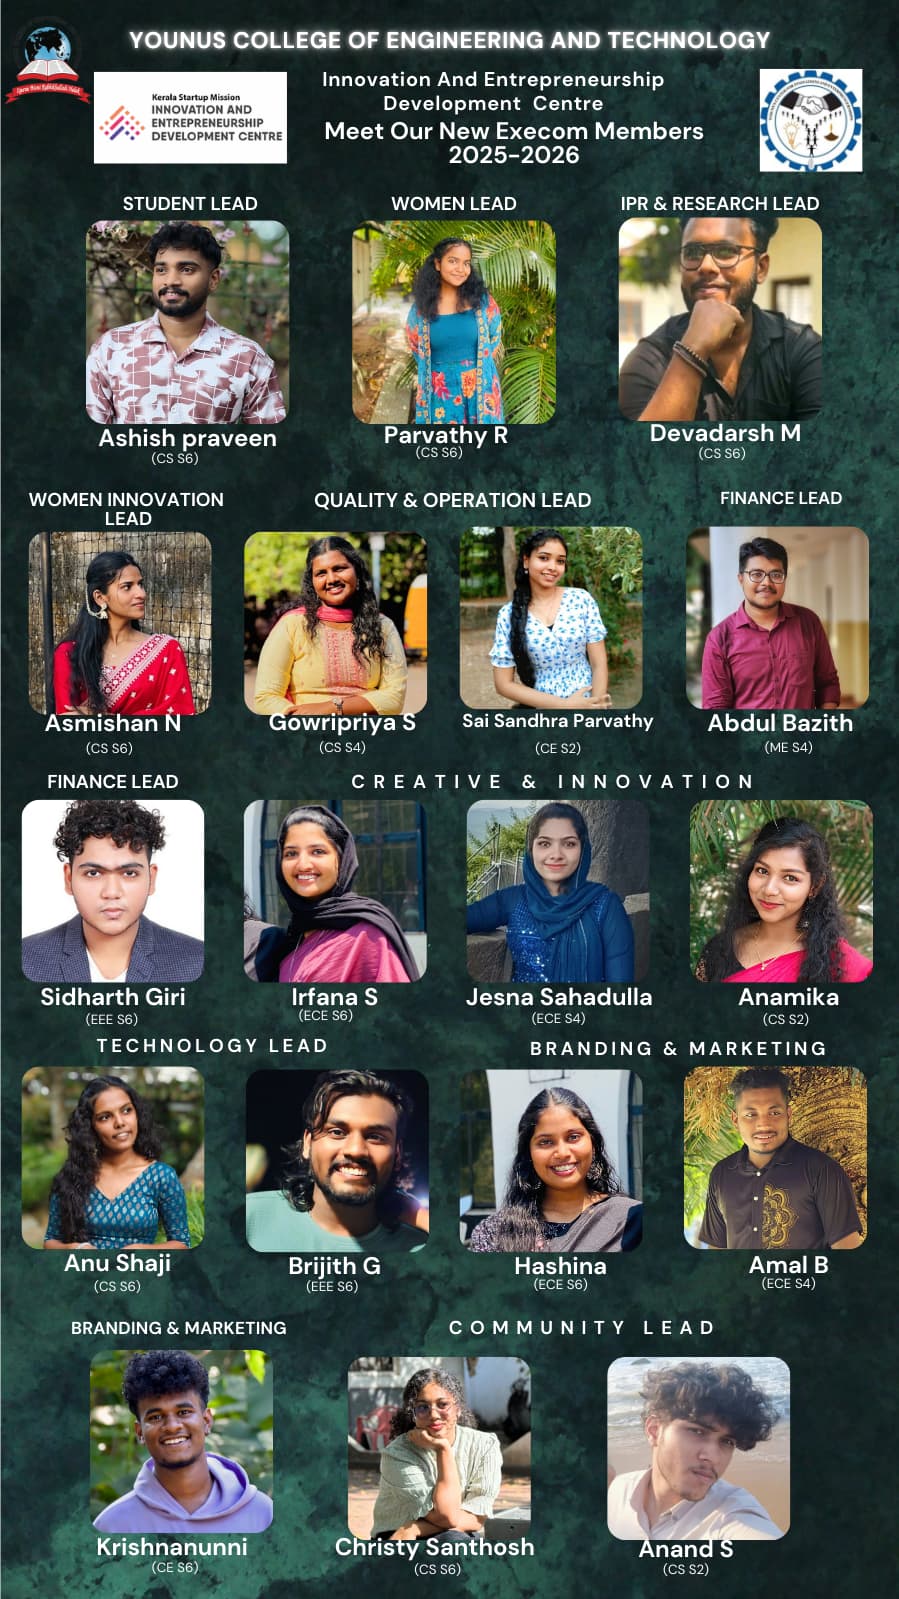 YOUNUS COLLEGE OF ENGINEERING AND TECHNOLOGY
Kerala Startup Mission
INNOVATION AND
ENTREPRENEURSHIP
DEVELOPMENT CENTRE
Innovation And Entrepreneurship
Development Centre
Meet Our New Execom Members
2025-2026
STUDENT LEAD
WOMEN LEAD
IPR & RESEARCH LEAD
Ashish praveen
(CS S6)
Parvathy R
(CS S6)
Devadarsh M
(CS S6)
WOMEN INNOVATION
LEAD
QUALITY & OPERATION LEAD
FINANCE LEAD
Asmishan N
(CS S6)
Gowripriya S
(CS S4)
Sai Sandhra Parvathy
(CE S2)
Abdul Bazith
(ME S4)
FINANCE LEAD
CREATIVE & INNOVATION
Sidharth Giri
(EEE S6)
Irfana S
(ECE S6)
Jesna Sahadulla
(ECE S4)
Anamika
(CS S2)
TECHNOLOGY LEAD
BRANDING & MARKETING
Anu Shaji
(CS S6)
Brijith G
(EEE S6)
Hashina
(ECE S6)
Amal B
(ECE S4)
BRANDING & MARKETING
COMMUNITY LEAD
Krishnanunni
(CE S6)
Christy Santhosh
(CS S6)
Anand S
(CS S2)